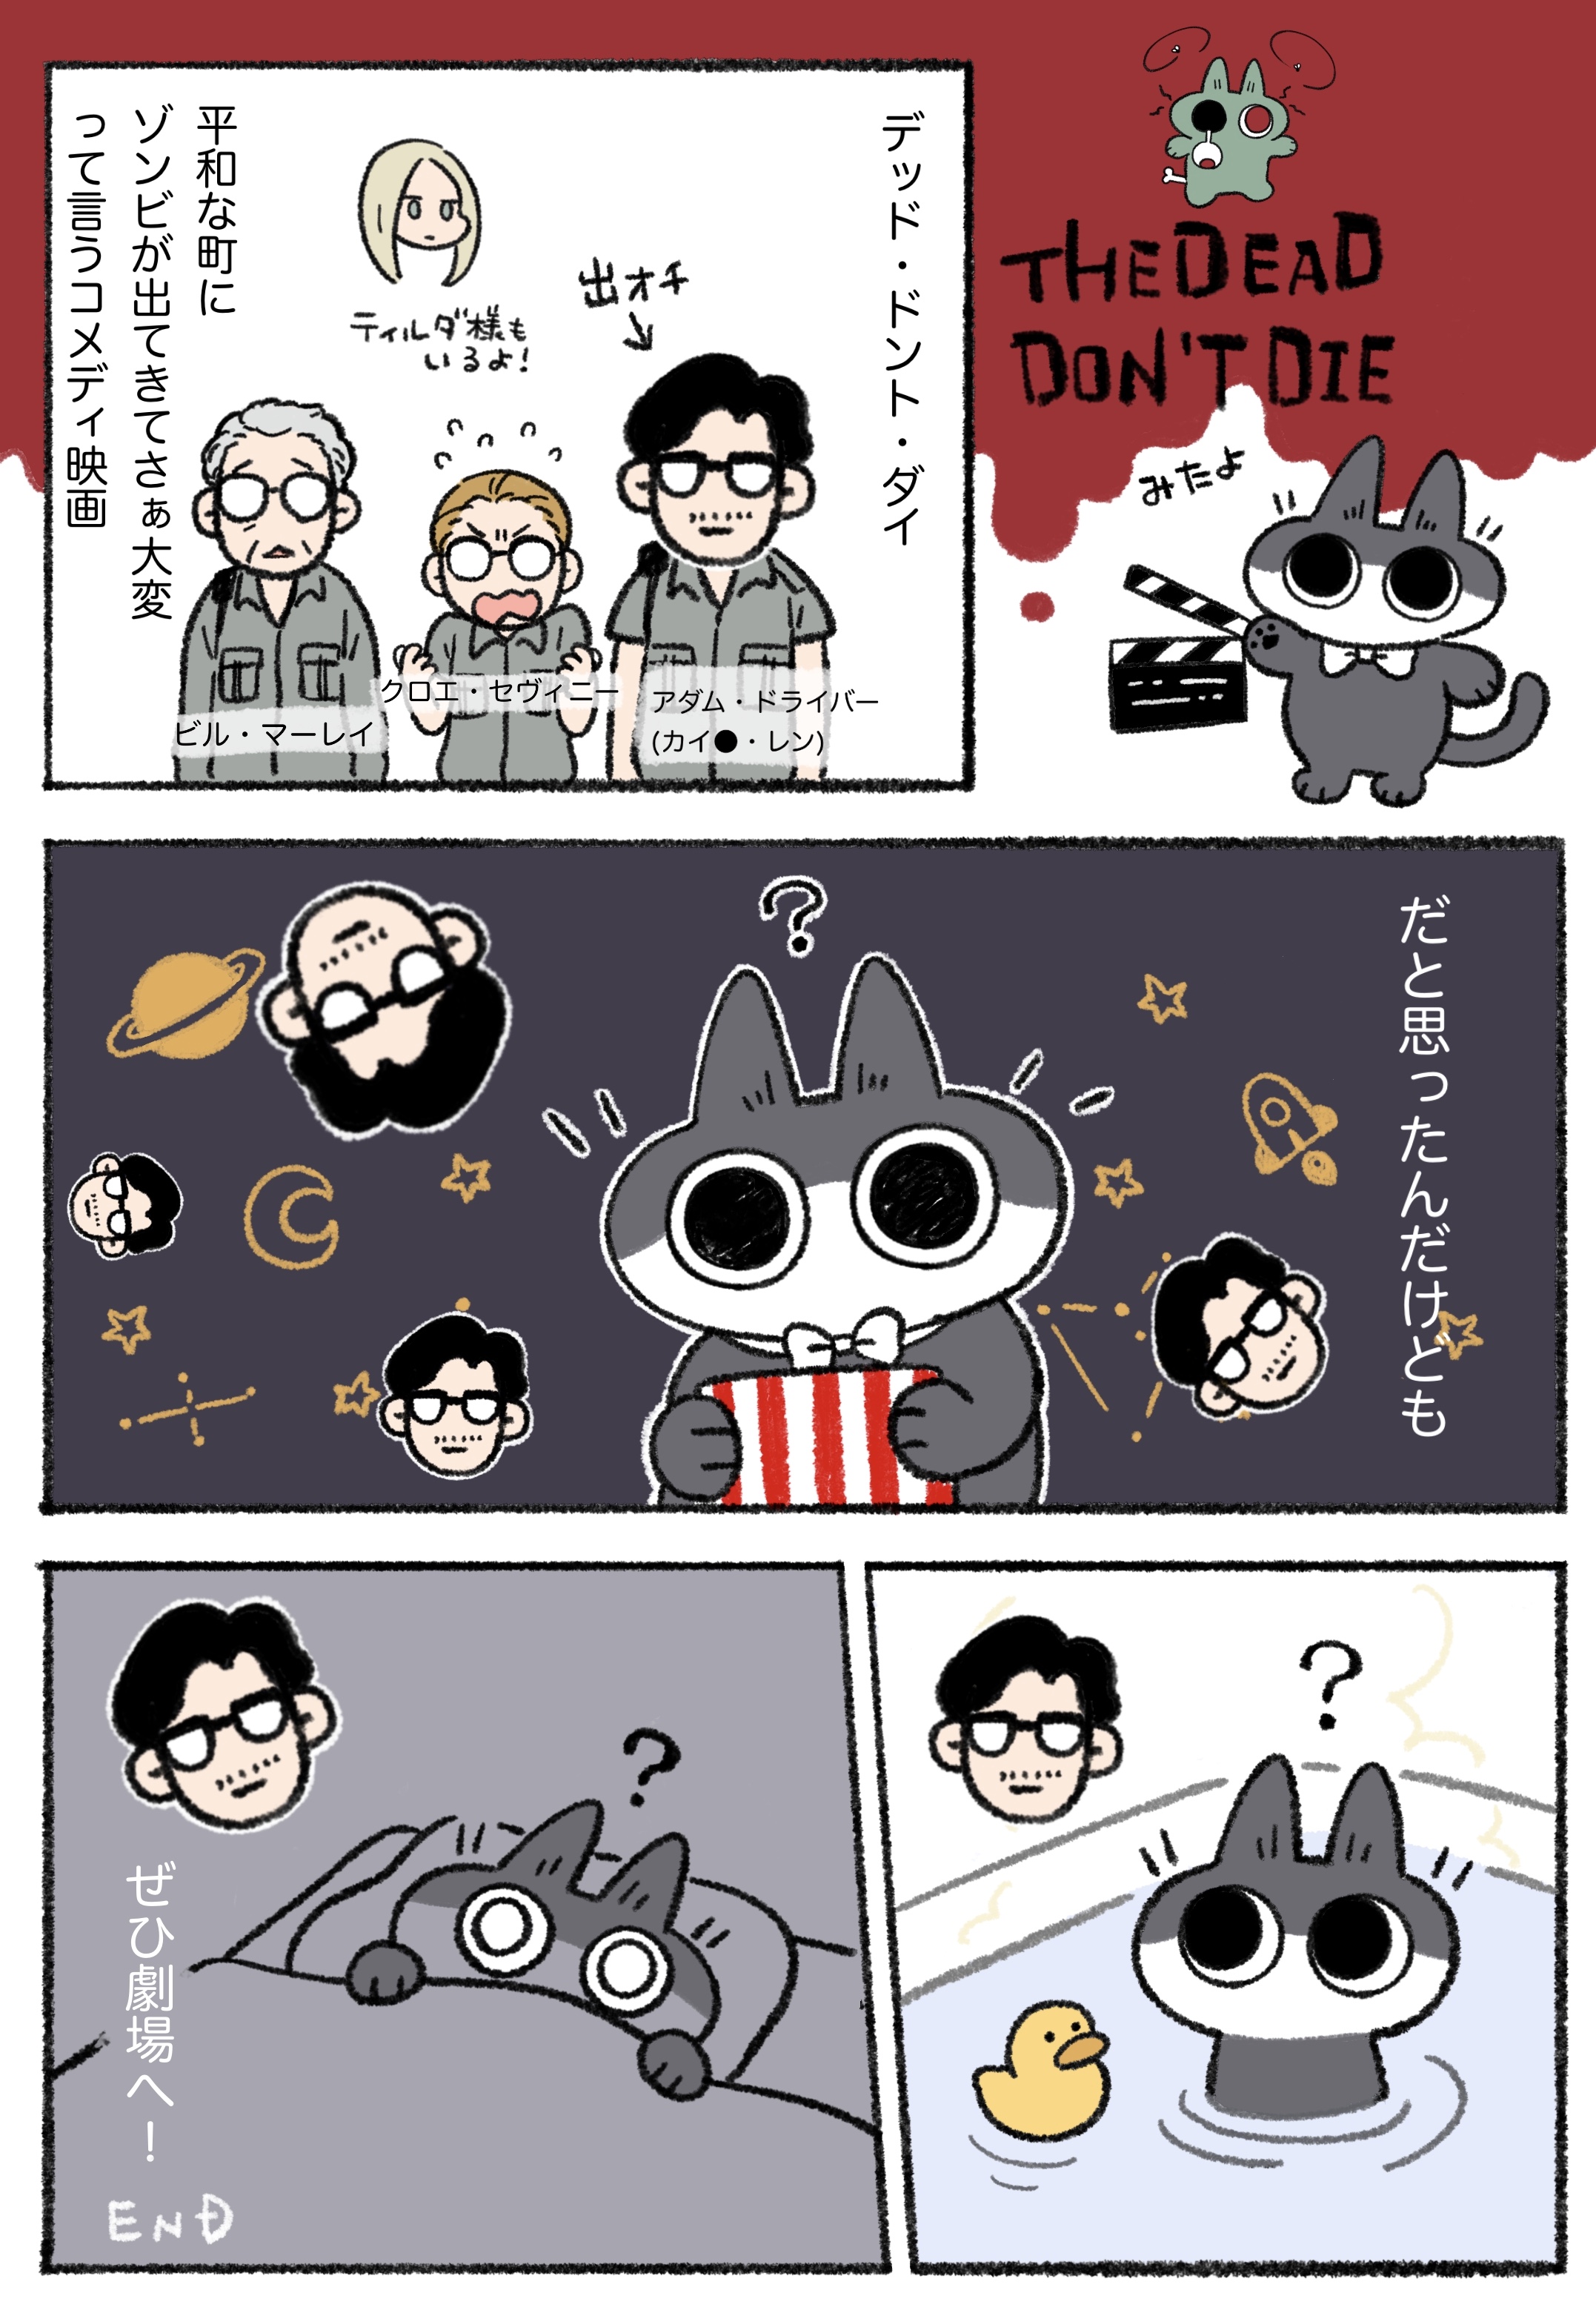 THE DEAD
DON'T DIE
みたよ
デッド・ドント・ダイ
出オチ
ティルダ様も
いるよ!
アダム・ドライバー
(カイ●・レン)
クロエ・セヴィニー
ビル・マーレイ
平和な町に
ゾンビが出てきてさぁ大変
って言うコメディ映画
だと思ったんだけども
?
?
?
ぜひ劇場へ!
END